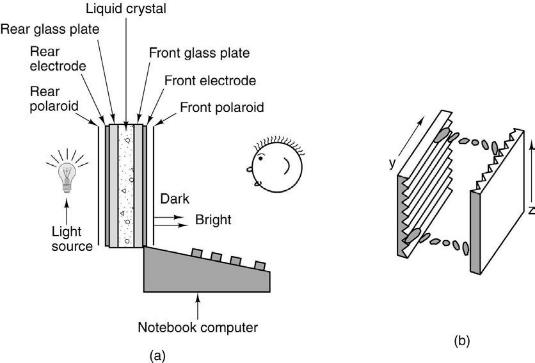 Liquid crystal
Rear glass plate
Rear
electrode
Rear
polaroid
Front glass plate
Front electrode
Front polaroid
Dark
Bright
Light
source
Notebook computer
(a)
y
z
(b)